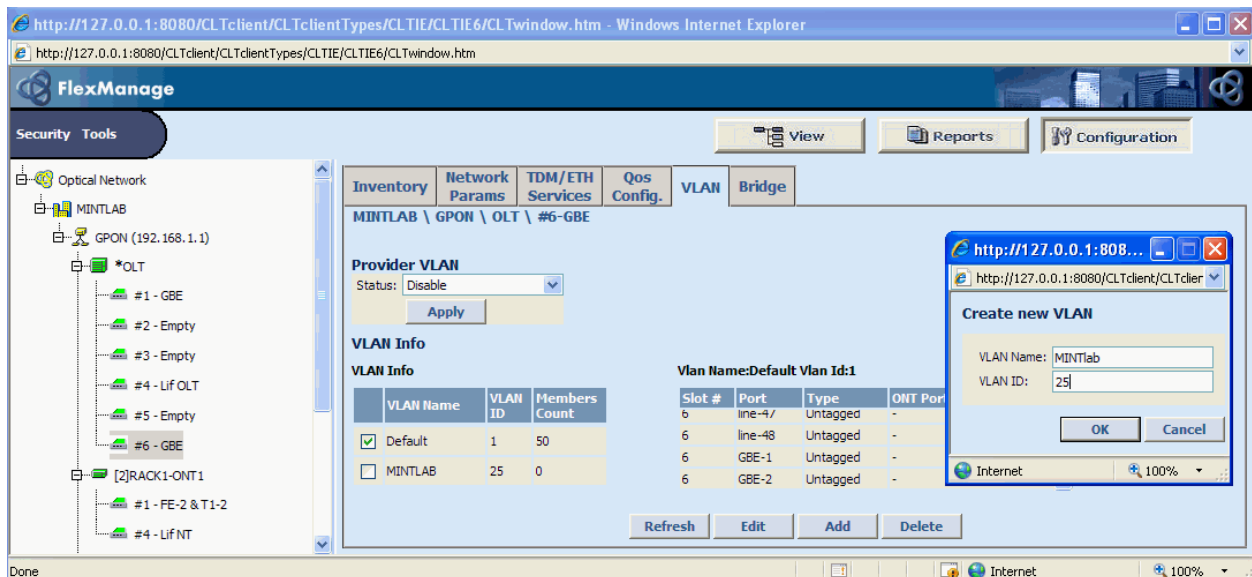 http://127.0.0.1:8080/CLTclient/CLTclientTypes/CLTIE/CLTIE6/CLTwindow.htm - Windows Internet Explorer
http://127.0.0.1:8080/CLTclient/CLTclientTypes/CLTIE/CLTIE6/CLTwindow.htm
FlexManage
Security Tools
View Reports Configuration
Optical Network
MINTLAB
GPON (192.168.1.1)
*OLT
#1 - GBE
#2 - Empty
#3 - Empty
#4 - Lif OLT
#5 - Empty
#6 - GBE
[2]RACK1-ONT1
#1 - FE-2 & T1-2
#4 - Lif NT
Inventory Network Params TDM/ETH Services Qos Config. VLAN Bridge
MINTLAB \ GPON \ OLT \ #6-GBE
Provider VLAN
Status: Disable
Apply
VLAN Info
VLAN Info
VLAN Name VLAN ID Members Count
Default 1 50
MINTLAB 25 0
Vlan Name:Default Vlan Id:1
Slot # Port Type ONT Por
6 line-47 Untagged -
6 line-48 Untagged -
6 GBE-1 Untagged -
6 GBE-2 Untagged -
Refresh Edit Add Delete
http://127.0.0.1:808...
http://127.0.0.1:8080/CLTclient/CLTclier
Create new VLAN
VLAN Name: MINTlab
VLAN ID: 25
OK Cancel
Internet 100%
Done Internet 100%